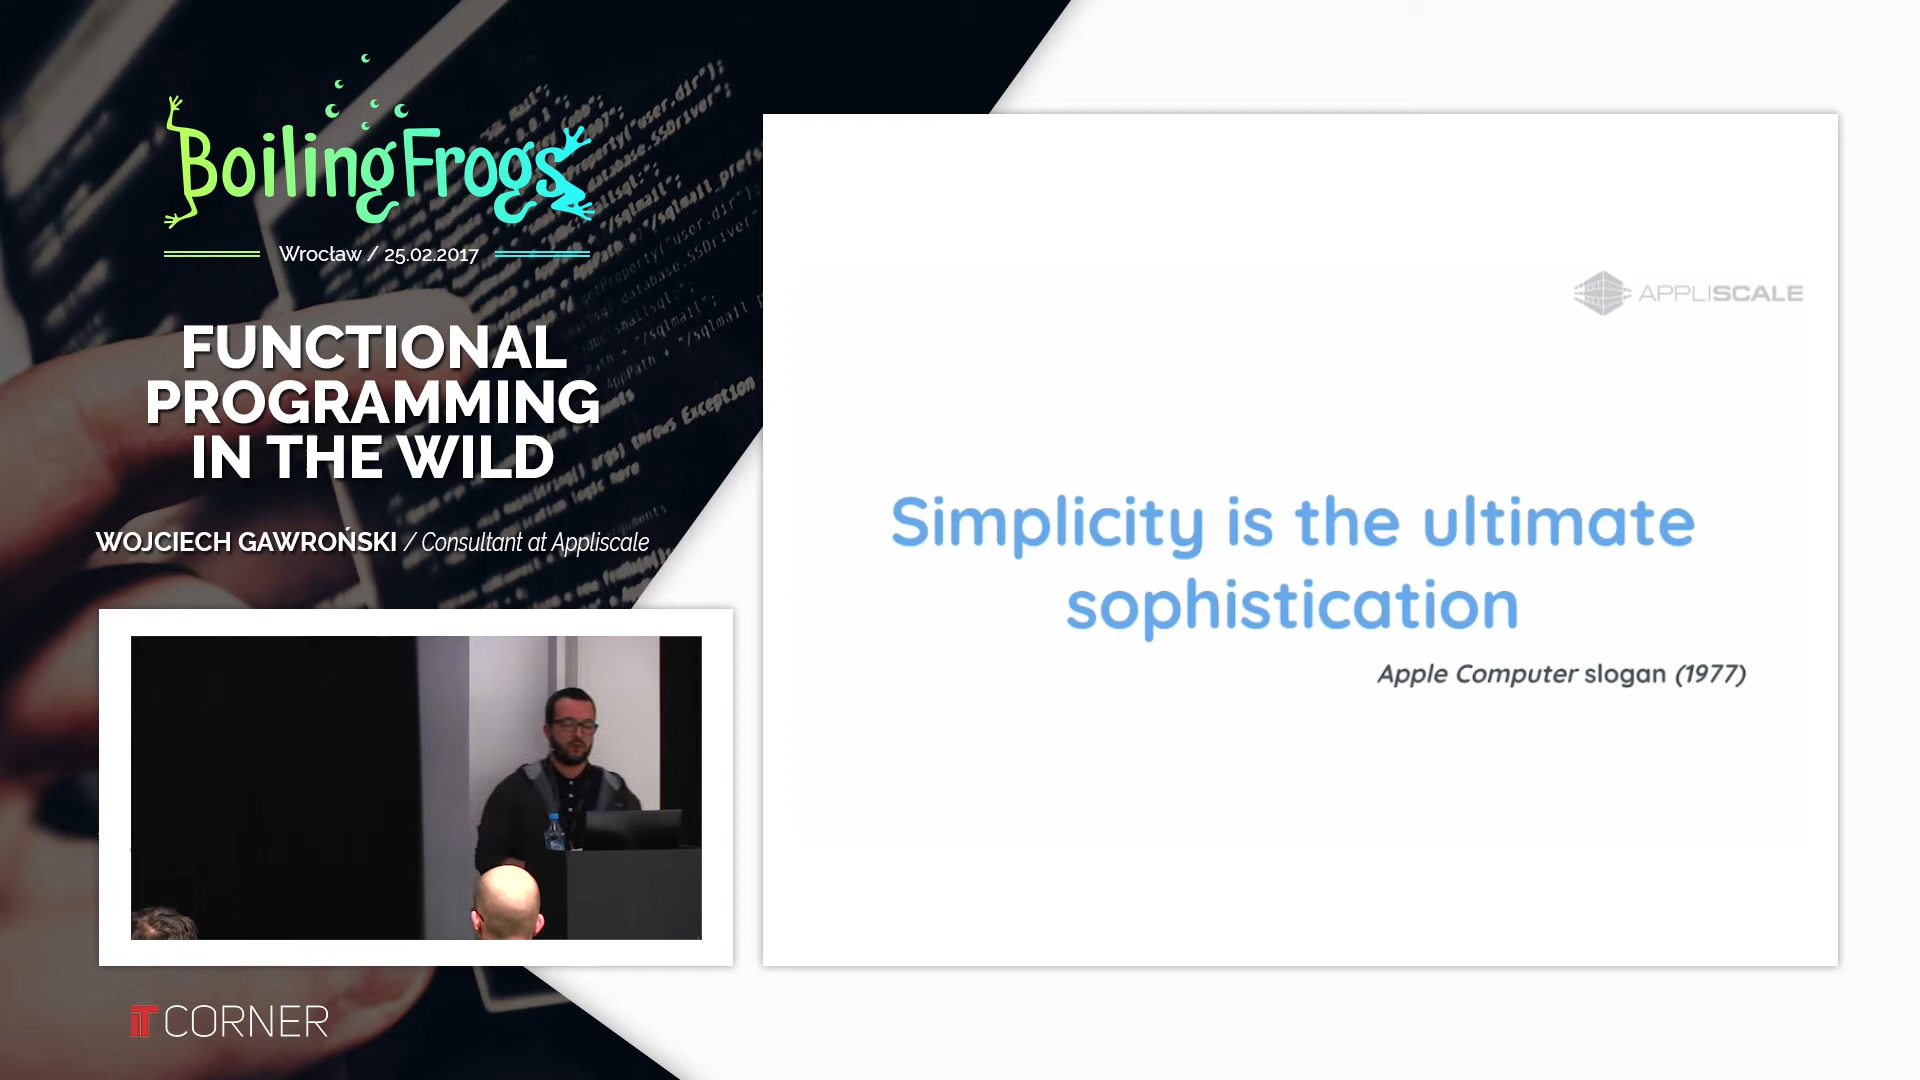 BoilingFrogs
Wrocław / 25.02.2017
FUNCTIONAL
PROGRAMMING
IN THE WILD
WOJCIECH GAWROŃSKI / Consultant at Appliscale
APPLISCALE
Simplicity is the ultimate
sophistication
Apple Computer slogan (1977)
IT CORNER